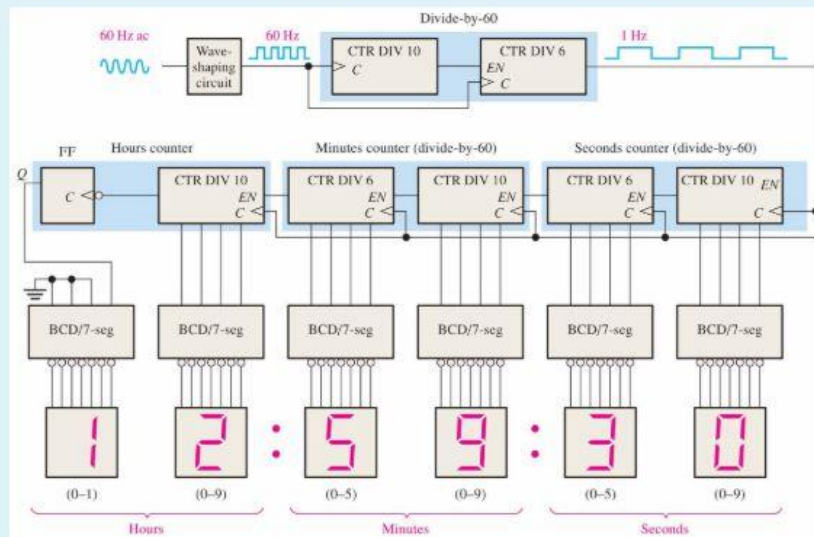 Divide-by-60
60 Hz ac
Wave-
shaping
circuit
60 Hz
CTR DIV 10
C
CTR DIV 6
EN
C
1 Hz
FF
Hours counter
Minutes counter (divide-by-60)
Seconds counter (divide-by-60)
Q
C
CTR DIV 10
EN
C
CTR DIV 6
EN
C
CTR DIV 10
EN
C
CTR DIV 6
EN
C
CTR DIV 10
EN
C
BCD/7-seg
BCD/7-seg
BCD/7-seg
BCD/7-seg
BCD/7-seg
BCD/7-seg
1 2 : 5 9 : 3 0
(0–1)
(0–9)
(0–5)
(0–9)
(0–5)
(0–9)
Hours
Minutes
Seconds